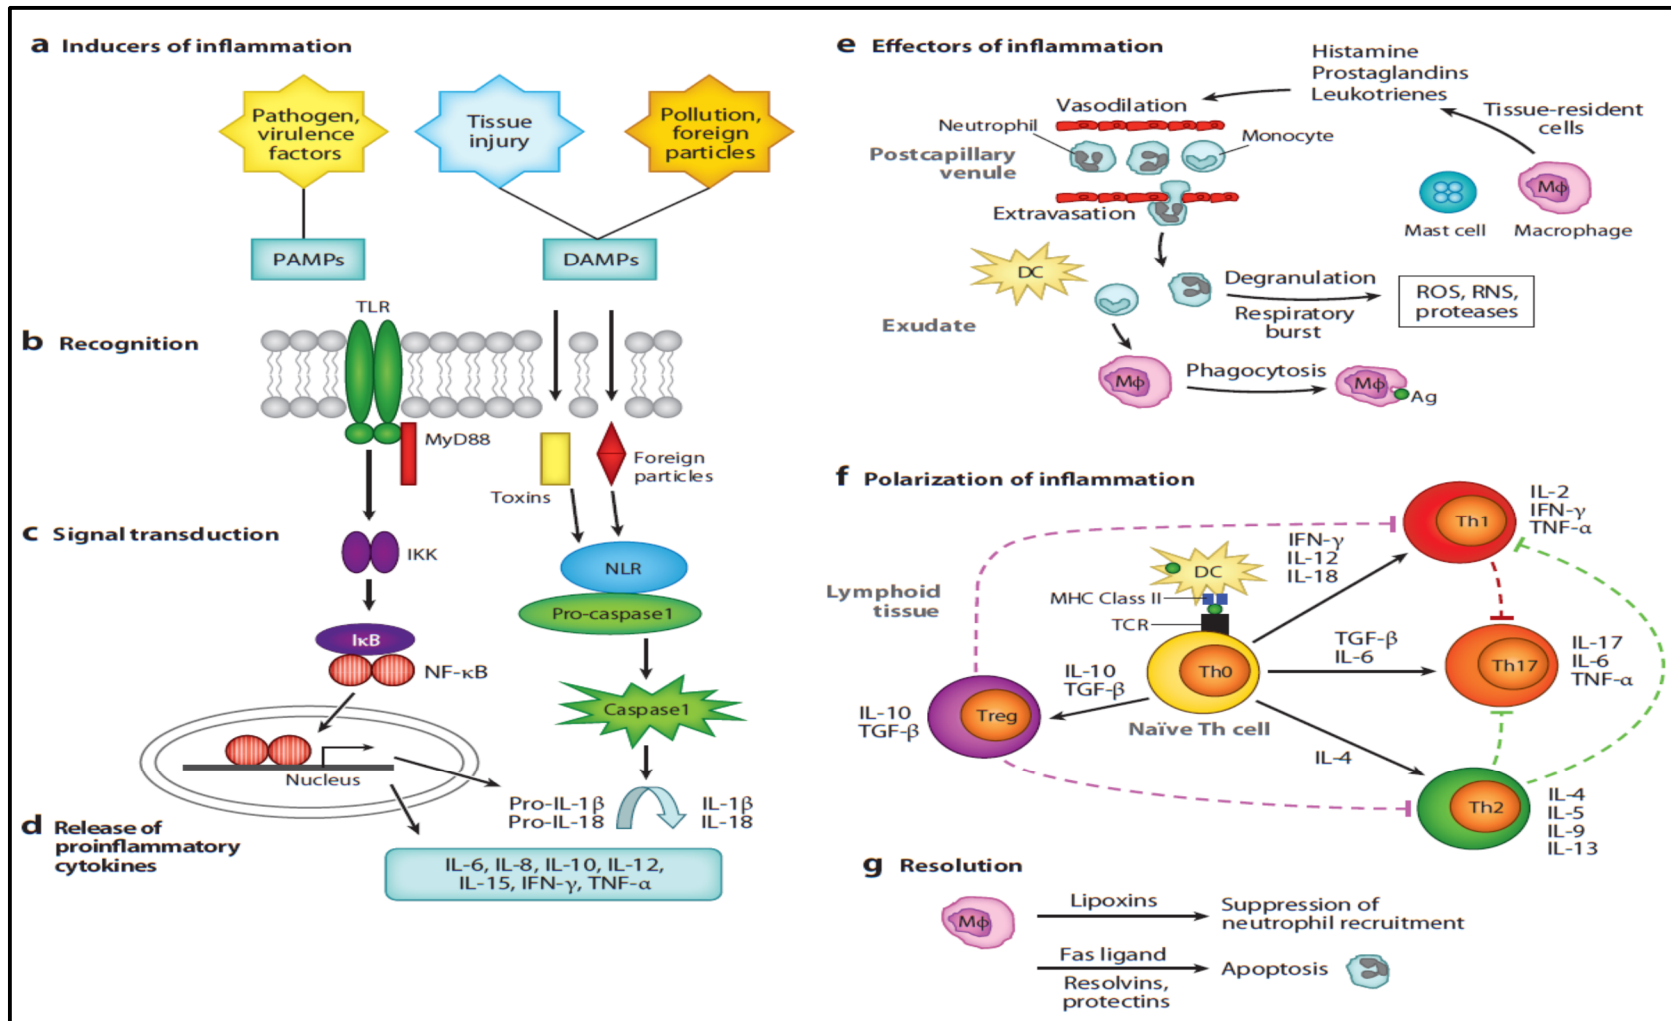 a Inducers of inflammation
Pathogen,
virulence
factors
Tissue
injury
Pollution,
foreign
particles
PAMPs
DAMPs
b Recognition
TLR
MyD88
Toxins
Foreign
particles
c Signal transduction
IKK
IκB
NF-κB
Nucleus
NLR
Pro-caspase1
Caspase1
Pro-IL-1β
Pro-IL-18
IL-1β
IL-18
d Release of
proinflammatory
cytokines
IL-6, IL-8, IL-10, IL-12,
IL-15, IFN-γ, TNF-α
e Effectors of inflammation
Histamine
Prostaglandins
Leukotrienes
Tissue-resident
cells
Vasodilation
Neutrophil
Monocyte
Postcapillary
venule
Extravasation
Mϕ
Mast cell
Macrophage
DC
Exudate
Degranulation
Respiratory
burst
ROS, RNS,
proteases
Mϕ
Phagocytosis
Mϕ
Ag
f Polarization of inflammation
Lymphoid
tissue
DC
MHC Class II
TCR
Th0
Naïve Th cell
IFN-γ
IL-12
IL-18
Th1
IL-2
IFN-γ
TNF-α
TGF-β
IL-6
Th17
IL-17
IL-6
TNF-α
IL-10
TGF-β
Treg
IL-10
TGF-β
IL-4
Th2
IL-4
IL-5
IL-9
IL-13
g Resolution
Mϕ
Lipoxins
Suppression of
neutrophil recruitment
Fas ligand
Resolvins,
protectins
Apoptosis